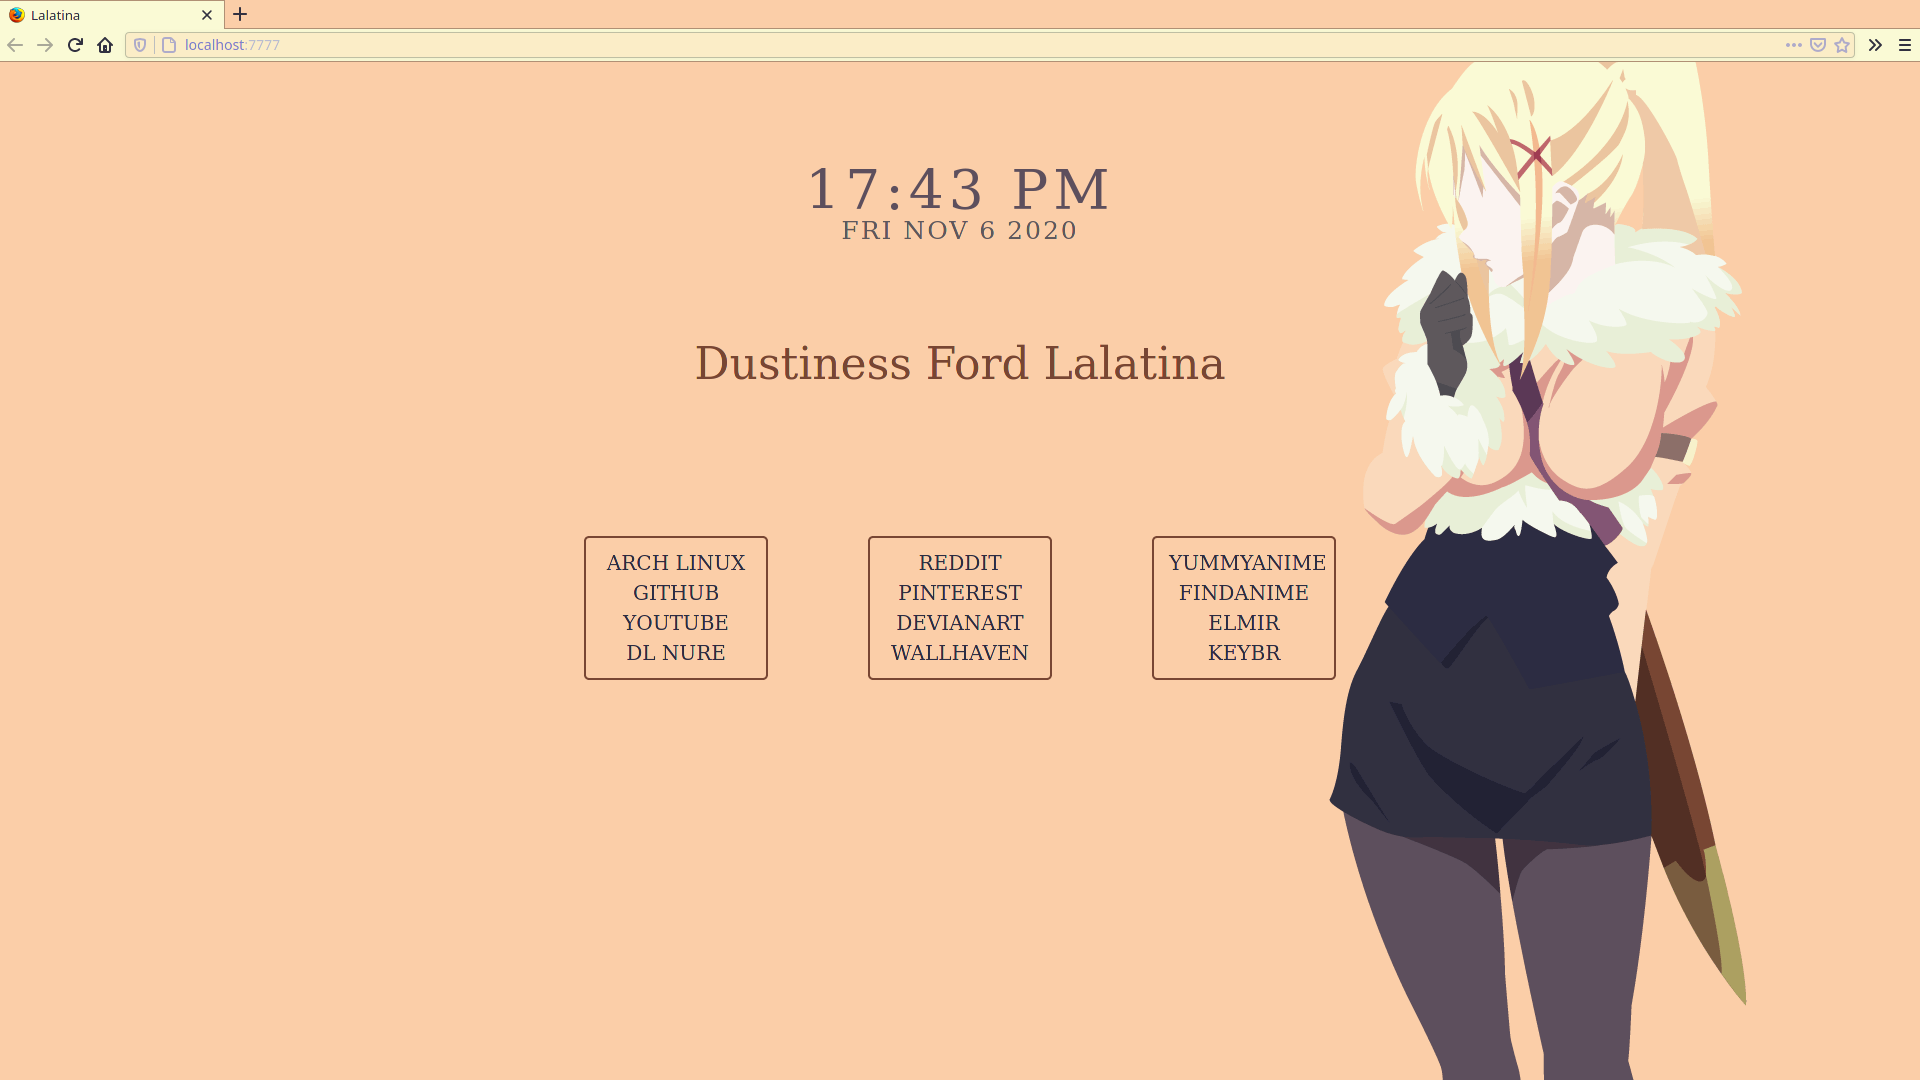 Lalatina
localhost:7777
17:43 PM
FRI NOV 6 2020
Dustiness Ford Lalatina
ARCH LINUX
GITHUB
YOUTUBE
DL NURE
REDDIT
PINTEREST
DEVIANART
WALLHAVEN
YUMMYANIME
FINDANIME
ELMIR
KEYBR